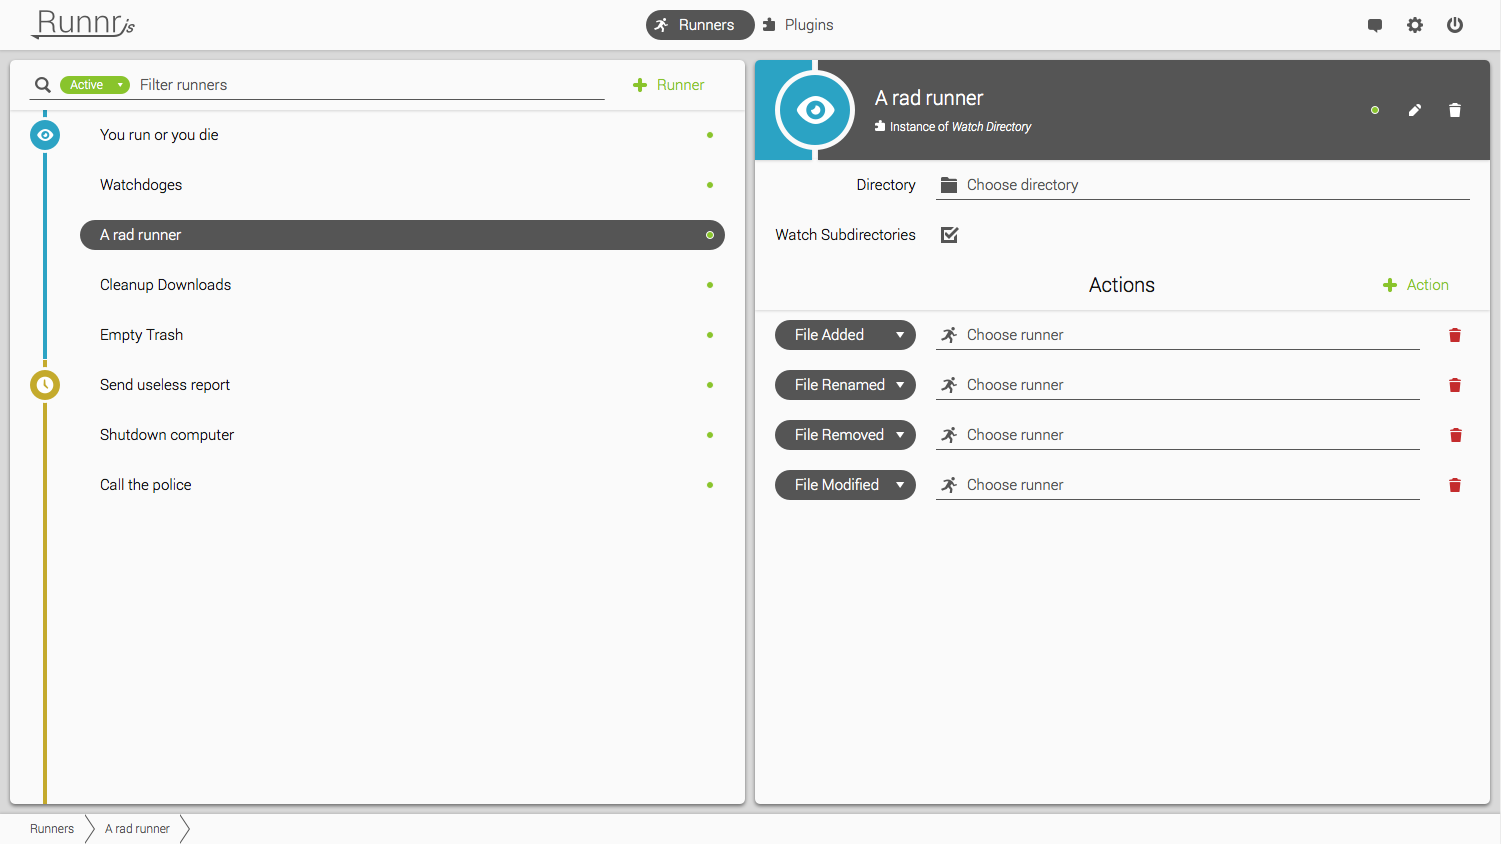 Runnrjs
Runners
Plugins
Active
Filter runners
Runner
You run or you die
Watchdoges
A rad runner
Cleanup Downloads
Empty Trash
Send useless report
Shutdown computer
Call the police
A rad runner
Instance of Watch Directory
Directory
Choose directory
Watch Subdirectories
Actions
Action
File Added
Choose runner
File Renamed
Choose runner
File Removed
Choose runner
File Modified
Choose runner
Runners
A rad runner